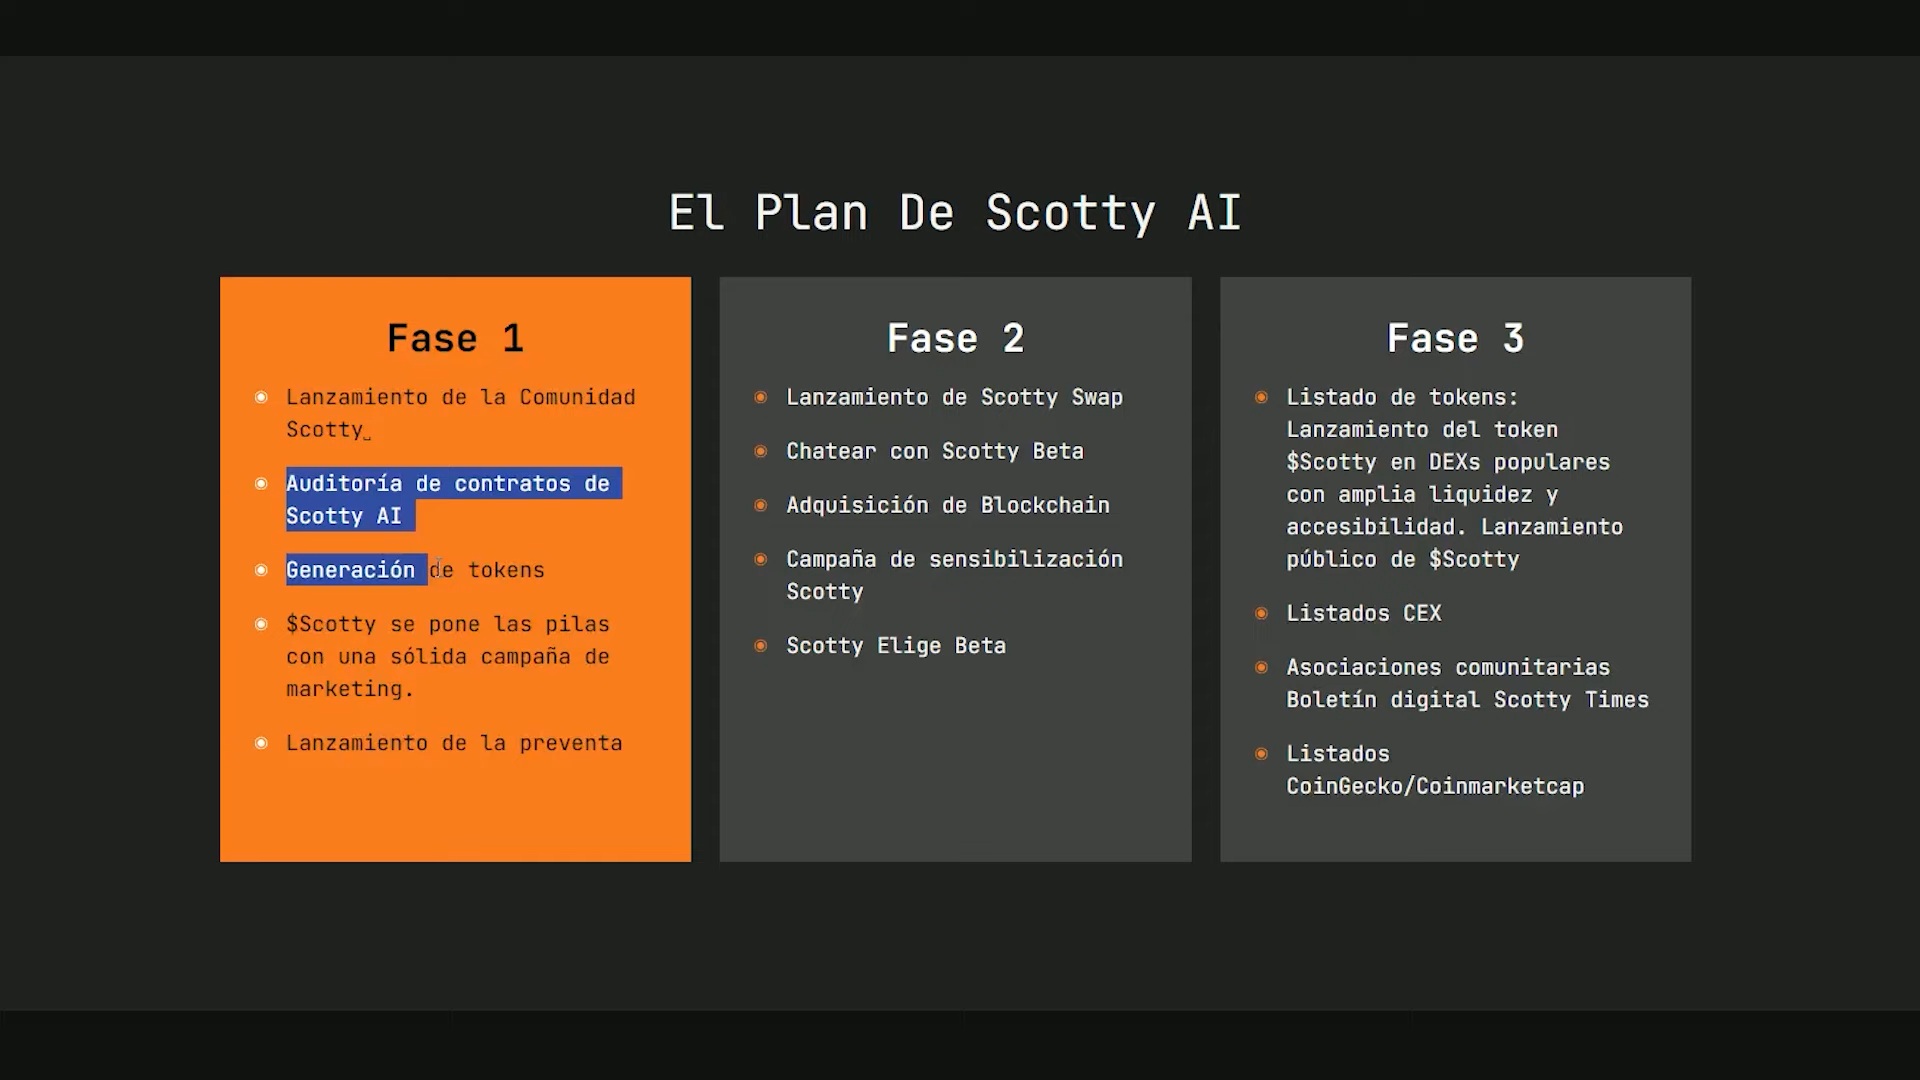 El Plan De Scotty AI
Fase 1
Lanzamiento de la Comunidad
Scotty
Auditoría de contratos de
Scotty AI
Generación de tokens
$Scotty se pone las pilas
con una sólida campaña de
marketing.
Lanzamiento de la preventa
Fase 2
Lanzamiento de Scotty Swap
Chatear con Scotty Beta
Adquisición de Blockchain
Campaña de sensibilización
Scotty
Scotty Elige Beta
Fase 3
Listado de tokens:
Lanzamiento del token
$Scotty en DEXs populares
con amplia liquidez y
accesibilidad. Lanzamiento
público de $Scotty
Listados CEX
Asociaciones comunitarias
Boletín digital Scotty Times
Listados
CoinGecko/Coinmarketcap